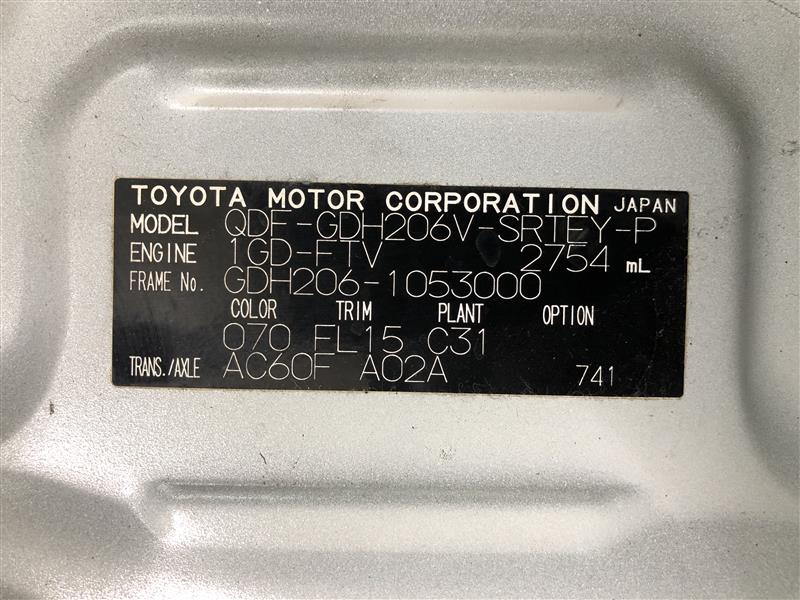 TOYOTA MOTOR CORPORATION JAPAN
MODEL QDF-GDH206V-SRTEY-P
ENGINE 1GD-FTV 2754 mL
FRAME No. GDH206-1053000
COLOR TRIM PLANT OPTION
070 FL15 C31
TRANS./AXLE AC60F A02A 741